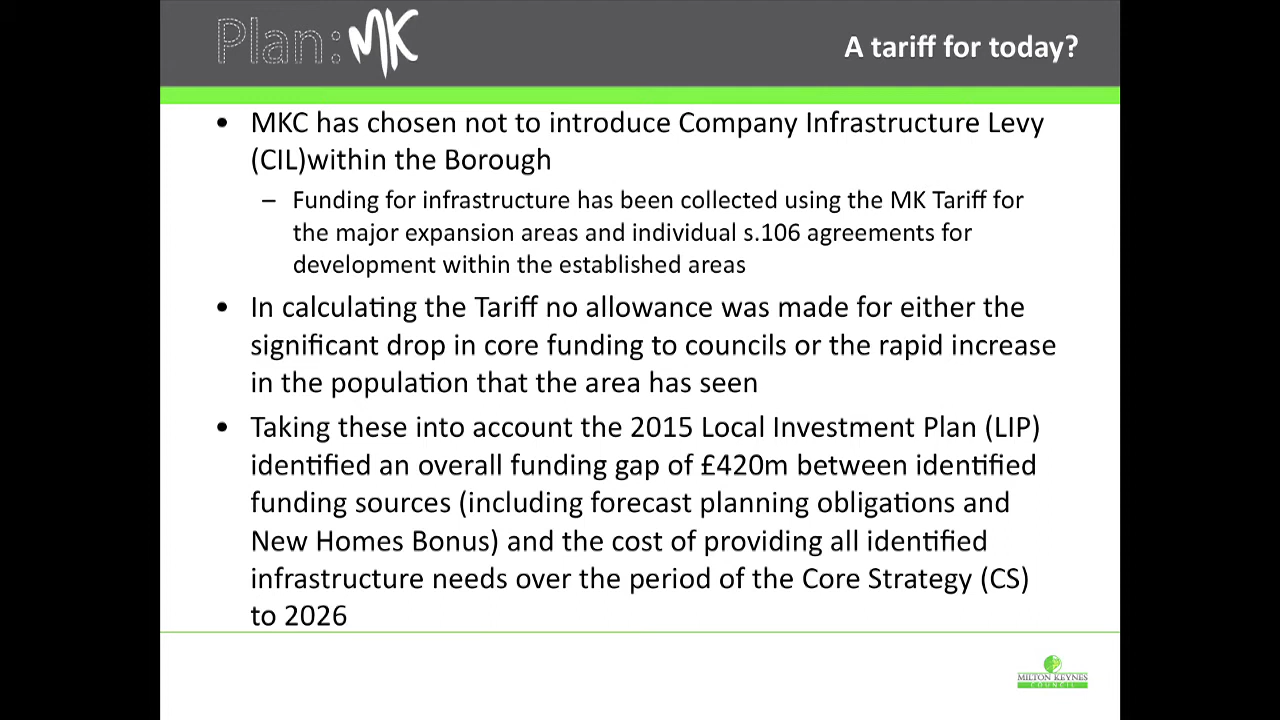 Plan:MK
A tariff for today?
• MKC has chosen not to introduce Company Infrastructure Levy
(CIL)within the Borough
– Funding for infrastructure has been collected using the MK Tariff for
the major expansion areas and individual s.106 agreements for
development within the established areas
• In calculating the Tariff no allowance was made for either the
significant drop in core funding to councils or the rapid increase
in the population that the area has seen
• Taking these into account the 2015 Local Investment Plan (LIP)
identified an overall funding gap of £420m between identified
funding sources (including forecast planning obligations and
New Homes Bonus) and the cost of providing all identified
infrastructure needs over the period of the Core Strategy (CS)
to 2026
MILTON KEYNES
COUNCIL